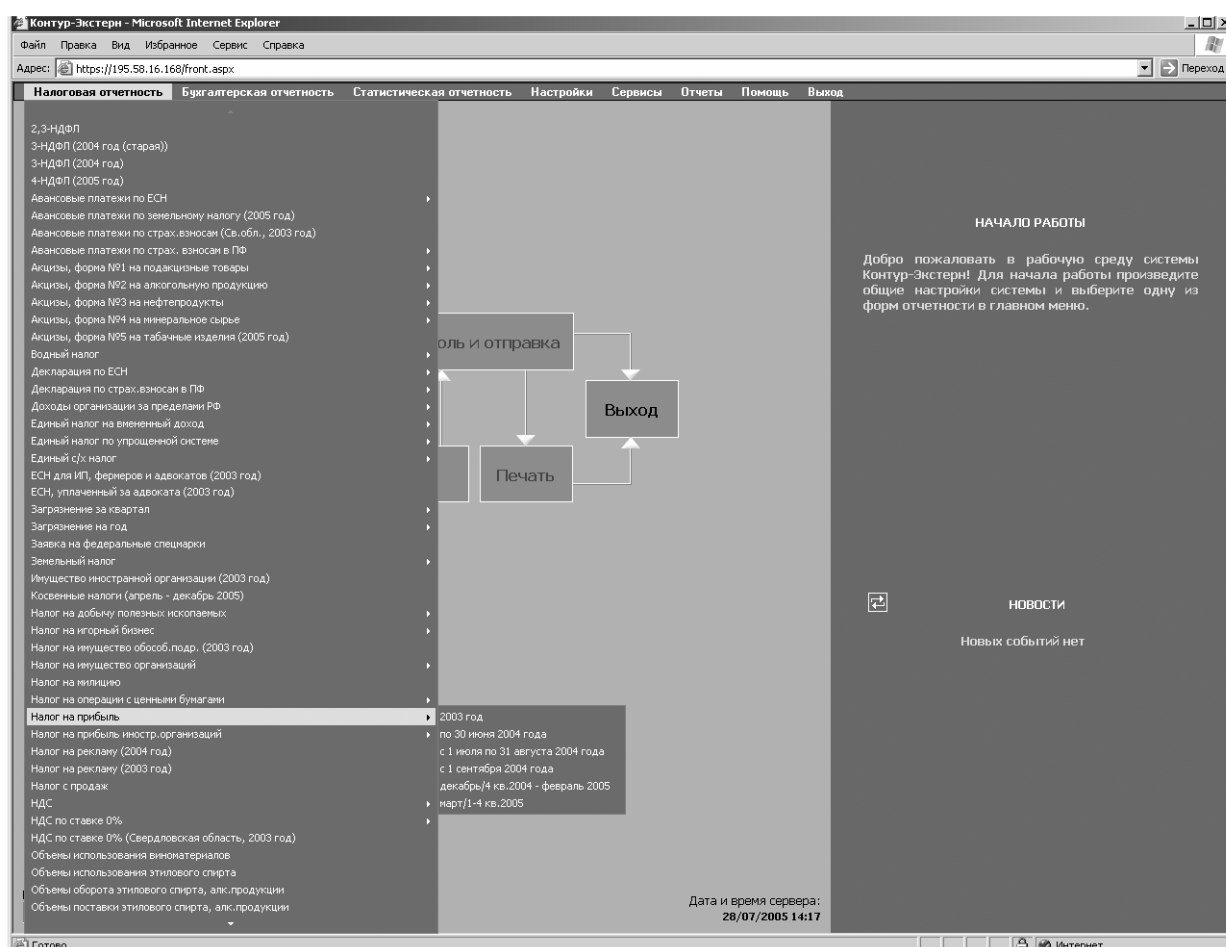 Контур-Экстерн - Microsoft Internet Explorer
Файл Правка Вид Избранное Сервис Справка
Адрес: https://195.58.16.168/front.aspx Переход
Налоговая отчетность Бухгалтерская отчетность Статистическая отчетность Настройки Сервисы Отчеты Помощь Выход
2,3-НДФЛ
3-НДФЛ (2004 год (старая))
3-НДФЛ (2004 год)
4-НДФЛ (2005 год)
Авансовые платежи по ЕСН
Авансовые платежи по земельному налогу (2005 год)
Авансовые платежи по страх.взносам (Св.обл., 2003 год)
Авансовые платежи по страх. взносам в ПФ
Акцизы, форма №1 на подакцизные товары
Акцизы, форма №2 на алкогольную продукцию
Акцизы, форма №3 на нефтепродукты
Акцизы, форма №4 на минеральное сырье
Акцизы, форма №5 на табачные изделия (2005 год)
Водный налог
Декларация по ЕСН
Декларация по страх.взносам в ПФ
Доходы организации за пределами РФ
Единый налог на вмененный доход
Единый налог по упрощенной системе
Единый с/х налог
ЕСН для ИП, фермеров и адвокатов (2003 год)
ЕСН, уплаченный за адвоката (2003 год)
Загрязнение за квартал
Загрязнение на год
Заявка на федеральные спецмарки
Земельный налог
Имущество иностранной организации (2003 год)
Косвенные налоги (апрель - декабрь 2005)
Налог на добычу полезных ископаемых
Налог на игорный бизнес
Налог на имущество обособ.подр. (2003 год)
Налог на имущество организаций
Налог на милицию
Налог на операции с ценными бумагами
Налог на прибыль
Налог на прибыль иностр.организаций
Налог на рекламу (2004 год)
Налог на рекламу (2003 год)
Налог с продаж
НДС
НДС по ставке 0%
НДС по ставке 0% (Свердловская область, 2003 год)
Объемы использования виноматериалов
Объемы использования этилового спирта
Объемы оборота этилового спирта, алк.продукции
Объемы поставки этилового спирта, алк.продукции
2003 год
по 30 июня 2004 года
с 1 июля по 31 августа 2004 года
с 1 сентября 2004 года
декабрь/4 кв.2004 - февраль 2005
март/1-4 кв.2005
оль и отправка
Выход
Печать
НАЧАЛО РАБОТЫ
Добро пожаловать в рабочую среду системы
Контур-Экстерн! Для начала работы произведите
общие настройки системы и выберите одну из
форм отчетности в главном меню.
НОВОСТИ
Новых событий нет
Дата и время сервера:
28/07/2005 14:17
Готово Интернет